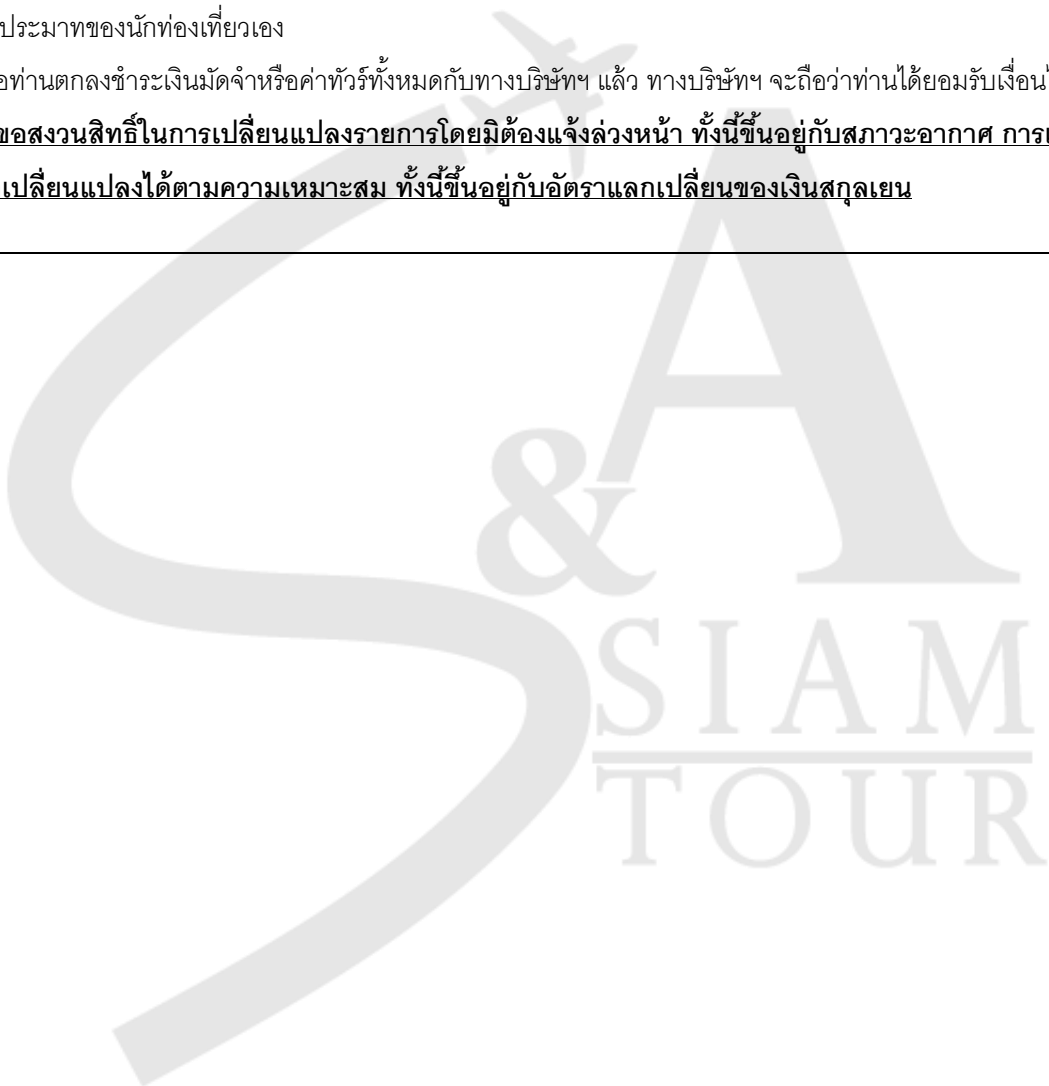 ประมาทของนักท่องเที่ยวเอง
ท่านตกลงชำระเงินมัดจำหรือค่าทัวร์ทั้งหมดกับทางบริษัทฯ แล้ว ทางบริษัทฯ จะถือว่าท่านได้ยอมรับเงื่อน
ขอสงวนสิทธิ์ในการเปลี่ยนแปลงรายการโดยมิต้องแจ้งล่วงหน้า ทั้งนี้ขึ้นอยู่กับสภาวะอากาศ
เปลี่ยนแปลงได้ตามความเหมาะสม ทั้งนี้ขึ้นอยู่กับอัตราแลกเปลี่ยนของเงินสกุลเยน
S&A
SIAM
TOUR